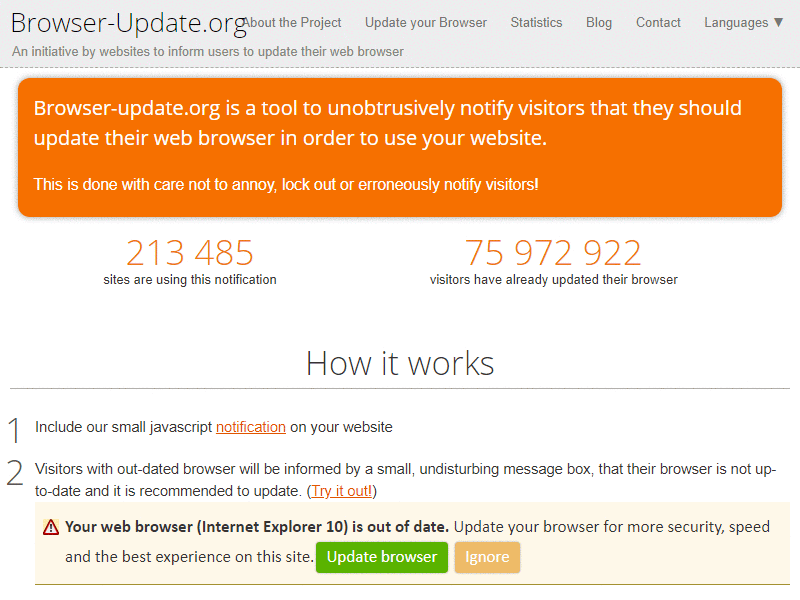 Browser-Update.org
About the Project Update your Browser Statistics Blog Contact Languages ▼
An initiative by websites to inform users to update their web browser
Browser-update.org is a tool to unobtrusively notify visitors that they should
update their web browser in order to use your website.
This is done with care not to annoy, lock out or erroneously notify visitors!
213 485
sites are using this notification
75 972 922
visitors have already updated their browser
How it works
1 Include our small javascript notification on your website
2 Visitors with out-dated browser will be informed by a small, undisturbing message box, that their browser is not up-
to-date and it is recommended to update. (Try it out!)
Your web browser (Internet Explorer 10) is out of date. Update your browser for more security, speed
and the best experience on this site. Update browser Ignore